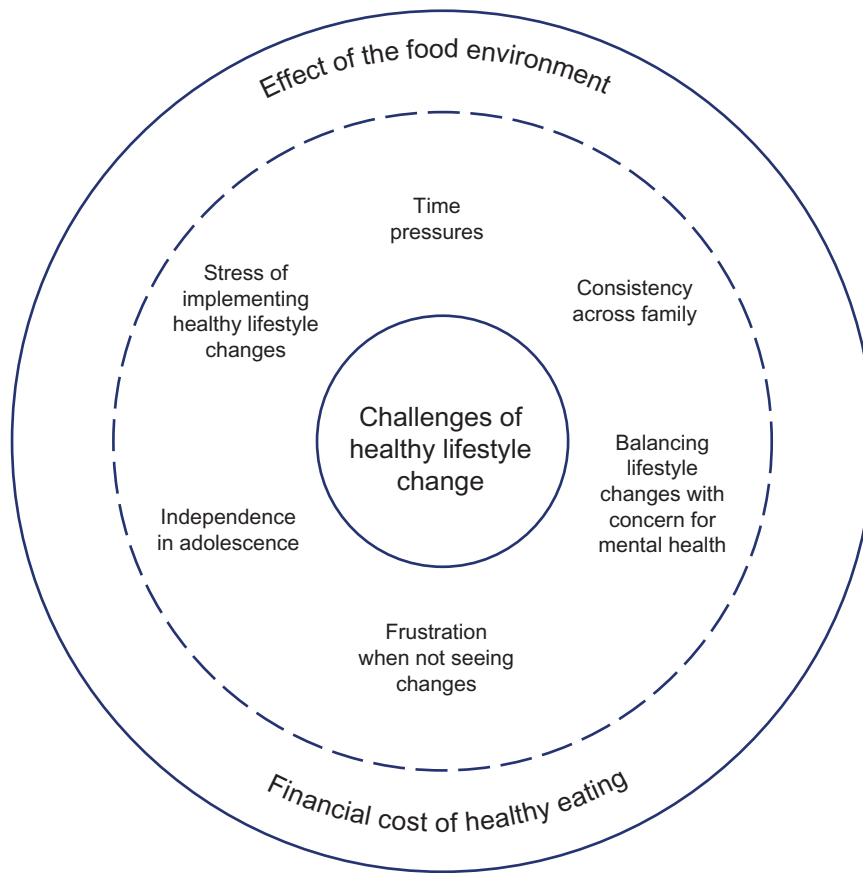 Effect of the food environment
Time
pressures
Stress of
implementing
healthy lifestyle
changes
Consistency
across family
Challenges of
healthy lifestyle
change
Balancing
lifestyle
changes with
concern for
mental health
Independence
in adolescence
Frustration
when not seeing
changes
Financial cost of healthy eating